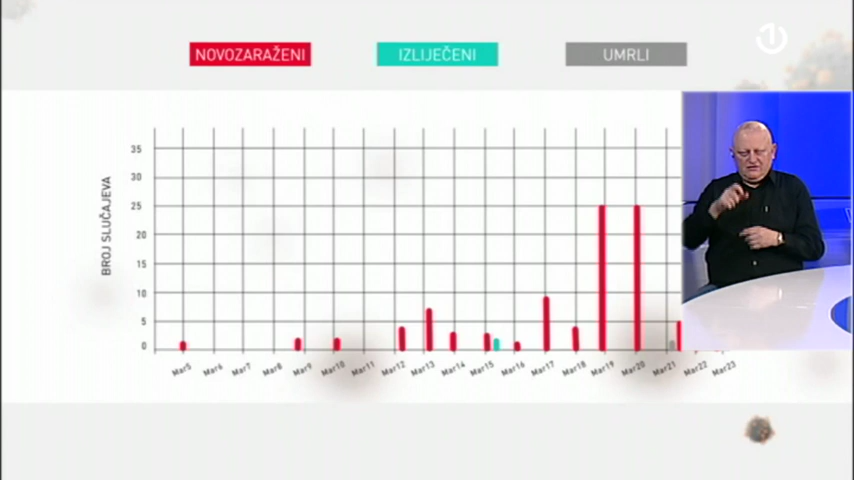 NOVOZARAŽENI
IZLIJEČENI
UMRLI
1
BROJ SLUČAJEVA
35
30
25
20
15
10
5
0
Mar5 Mar6 Mar7 Mar8 Mar9 Mar10 Mar11 Mar12 Mar13 Mar14 Mar15 Mar16 Mar17 Mar18 Mar19 Mar20 Mar21 Mar22 Mar23